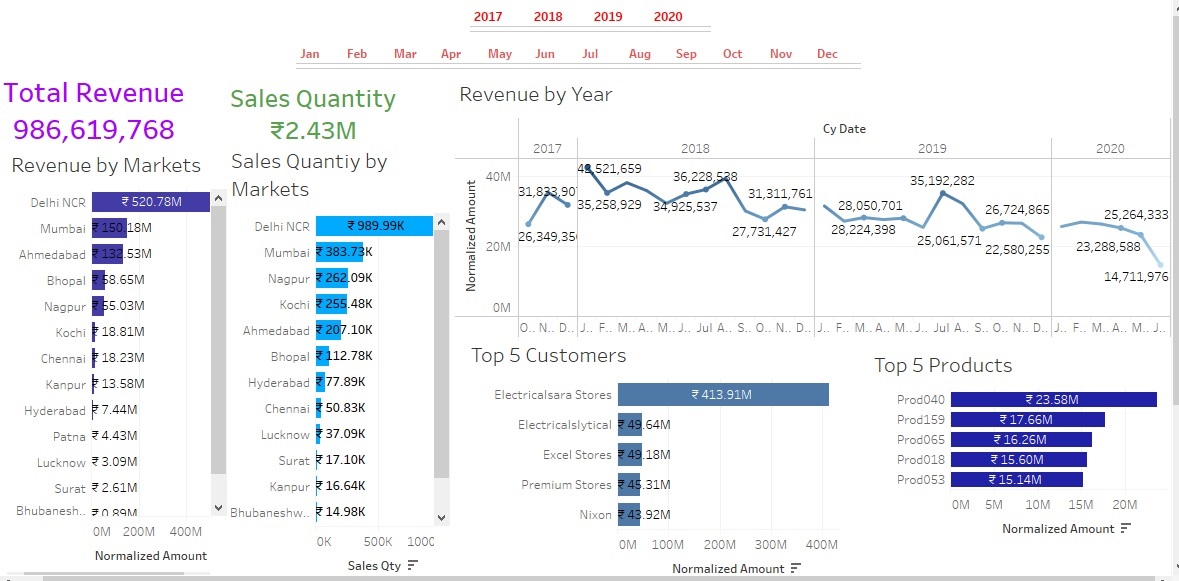 2017 2018 2019 2020
Jan Feb Mar Apr May Jun Jul Aug Sep Oct Nov Dec
Total Revenue
986,619,768
Revenue by Markets
Delhi NCR ₹ 520.78M
Mumbai ₹ 150.18M
Ahmedabad ₹ 132.53M
Bhopal ₹ 58.65M
Nagpur ₹ 55.03M
Kochi ₹ 18.81M
Chennai ₹ 18.23M
Kanpur ₹ 13.58M
Hyderabad ₹ 7.44M
Patna ₹ 4.43M
Lucknow ₹ 3.09M
Surat ₹ 2.61M
Bhubanesh.. ₹ 0.89M
0M 200M 400M
Normalized Amount
Sales Quantity
₹2.43M
Sales Quantiy by
Markets
Delhi NCR ₹ 989.99K
Mumbai ₹ 383.73K
Nagpur ₹ 262.09K
Kochi ₹ 255.48K
Ahmedabad ₹ 207.10K
Bhopal ₹ 112.78K
Hyderabad ₹ 77.89K
Chennai ₹ 50.83K
Lucknow ₹ 37.09K
Surat ₹ 17.10K
Kanpur ₹ 16.64K
Bhubaneshw.. ₹ 14.98K
0K 500K 1000
Sales Qty
Revenue by Year
Cy Date
2017 2018 2019 2020
Normalized Amount
40M
20M
0M
31,833,907
26,349,350
42,521,659
35,258,929
34,925,537
36,228,538
27,731,427
31,311,761
28,050,701
28,224,398
35,192,282
25,061,571
26,724,865
22,580,255
25,264,333
23,288,588
14,711,976
O.. N.. D.. J.. F.. M.. A.. M.. J.. Jul A.. S.. O.. N.. D.. J.. F.. M.. A.. M.. J.. Jul A.. S.. O.. N.. D.. J.. F.. M.. A.. M.. J..
Top 5 Customers
Electricalsara Stores ₹ 413.91M
Electricalslytical ₹ 49.64M
Excel Stores ₹ 49.18M
Premium Stores ₹ 45.31M
Nixon ₹ 43.92M
0M 100M 200M 300M 400M
Normalized Amount
Top 5 Products
Prod040 ₹ 23.58M
Prod159 ₹ 17.66M
Prod065 ₹ 16.26M
Prod018 ₹ 15.60M
Prod053 ₹ 15.14M
0M 5M 10M 15M 20M
Normalized Amount